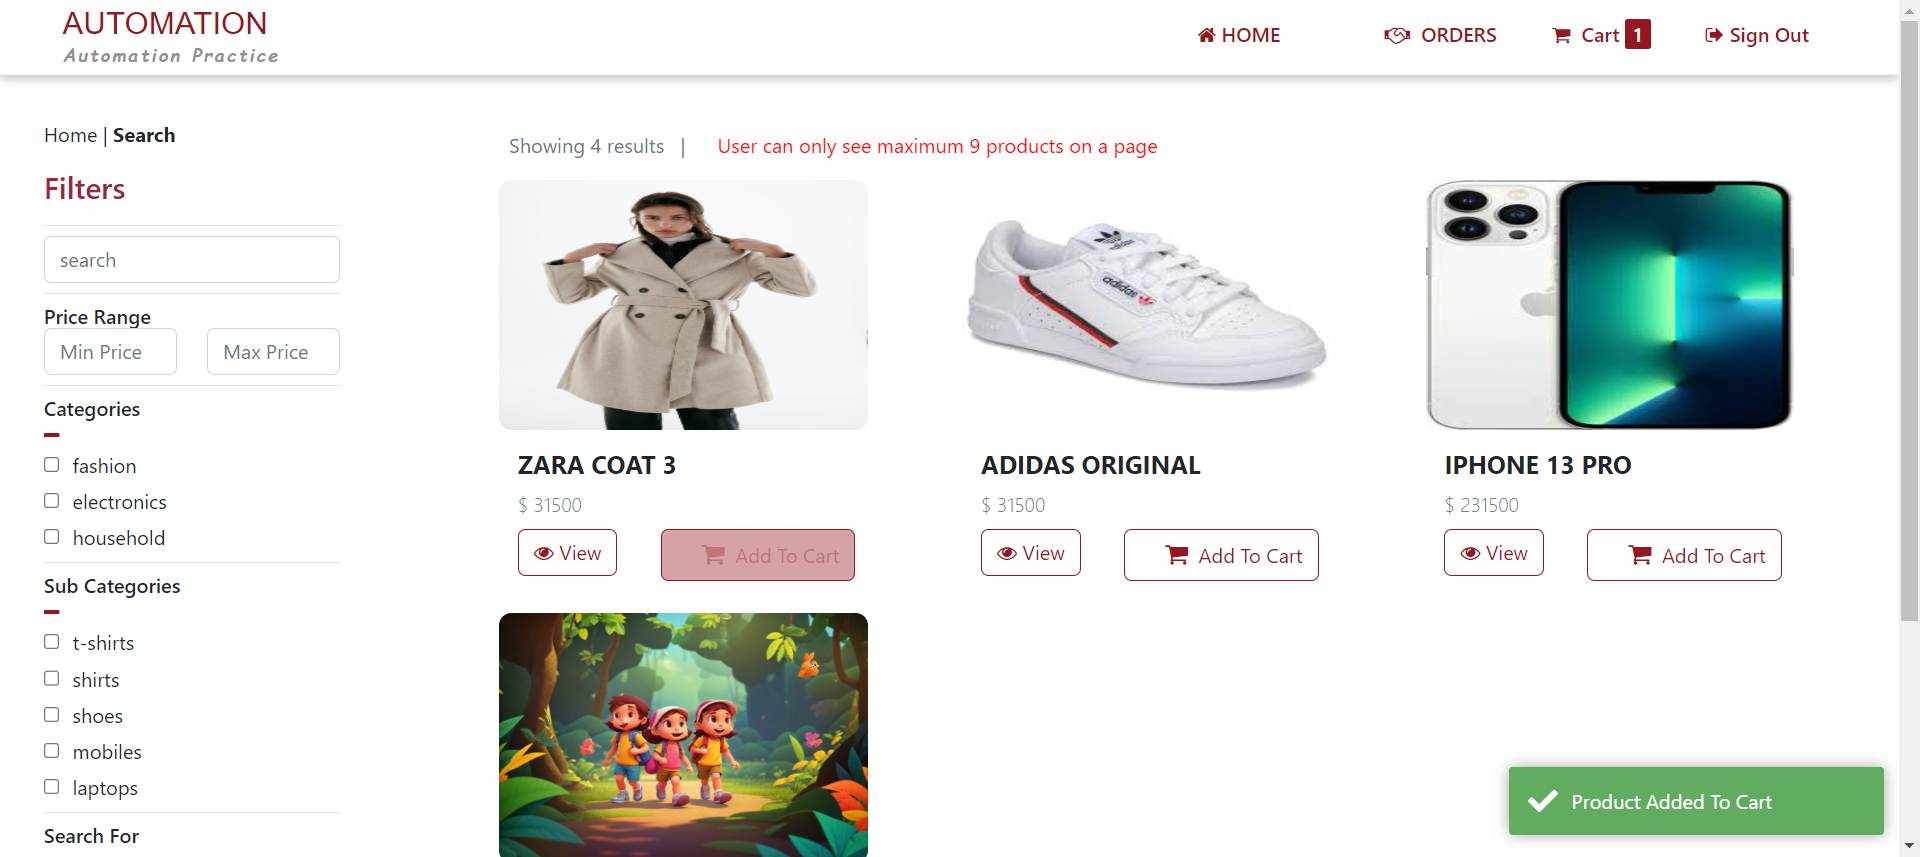 AUTOMATION
Automation Practice
HOME
ORDERS
Cart 1
Sign Out
Home | Search
Filters
search
Price Range
Min Price
Max Price
Categories
fashion
electronics
household
Sub Categories
t-shirts
shirts
shoes
mobiles
laptops
Search For
Showing 4 results |
User can only see maximum 9 products on a page
adidas
adidas
ZARA COAT 3
$ 31500
View
Add To Cart
ADIDAS ORIGINAL
$ 31500
View
Add To Cart
IPHONE 13 PRO
$ 231500
View
Add To Cart
Product Added To Cart